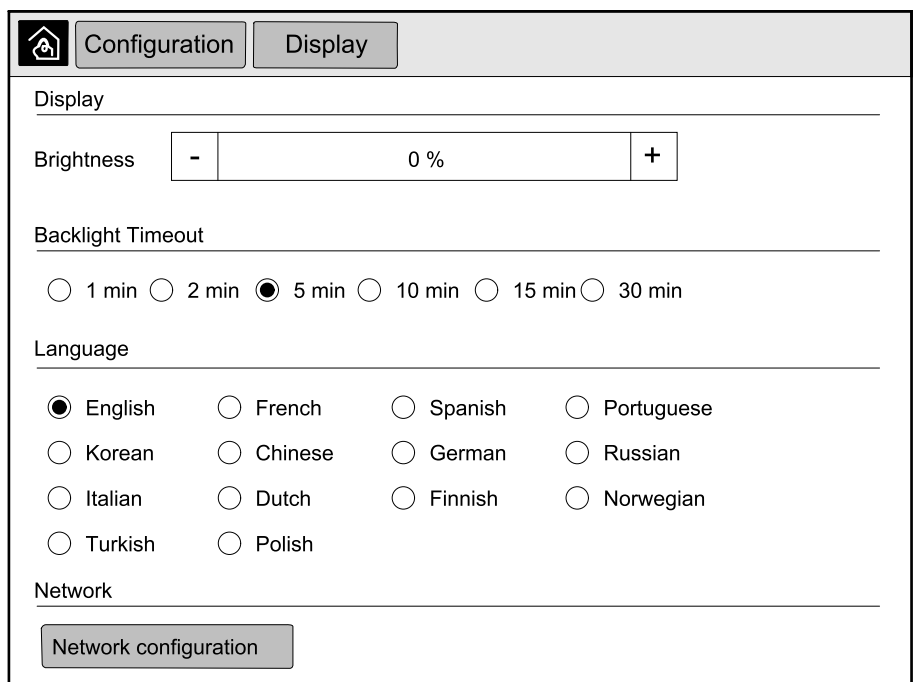 Configuration Display
Display
Brightness - 0 % +
Backlight Timeout
1 min 2 min 5 min 10 min 15 min 30 min
Language
English French Spanish Portuguese
Korean Chinese German Russian
Italian Dutch Finnish Norwegian
Turkish Polish
Network
Network configuration